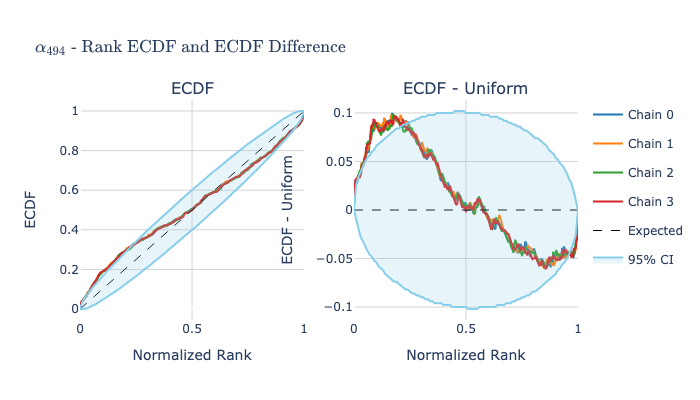 α494 - Rank ECDF and ECDF Difference
ECDF
ECDF - Uniform
1
0.8
0.6
0.4
0.2
0
0
0.5
1
ECDF
Normalized Rank
0.1
0.05
0
−0.05
−0.1
0
0.5
1
ECDF - Uniform
Normalized Rank
Chain 0
Chain 1
Chain 2
Chain 3
Expected
95% CI